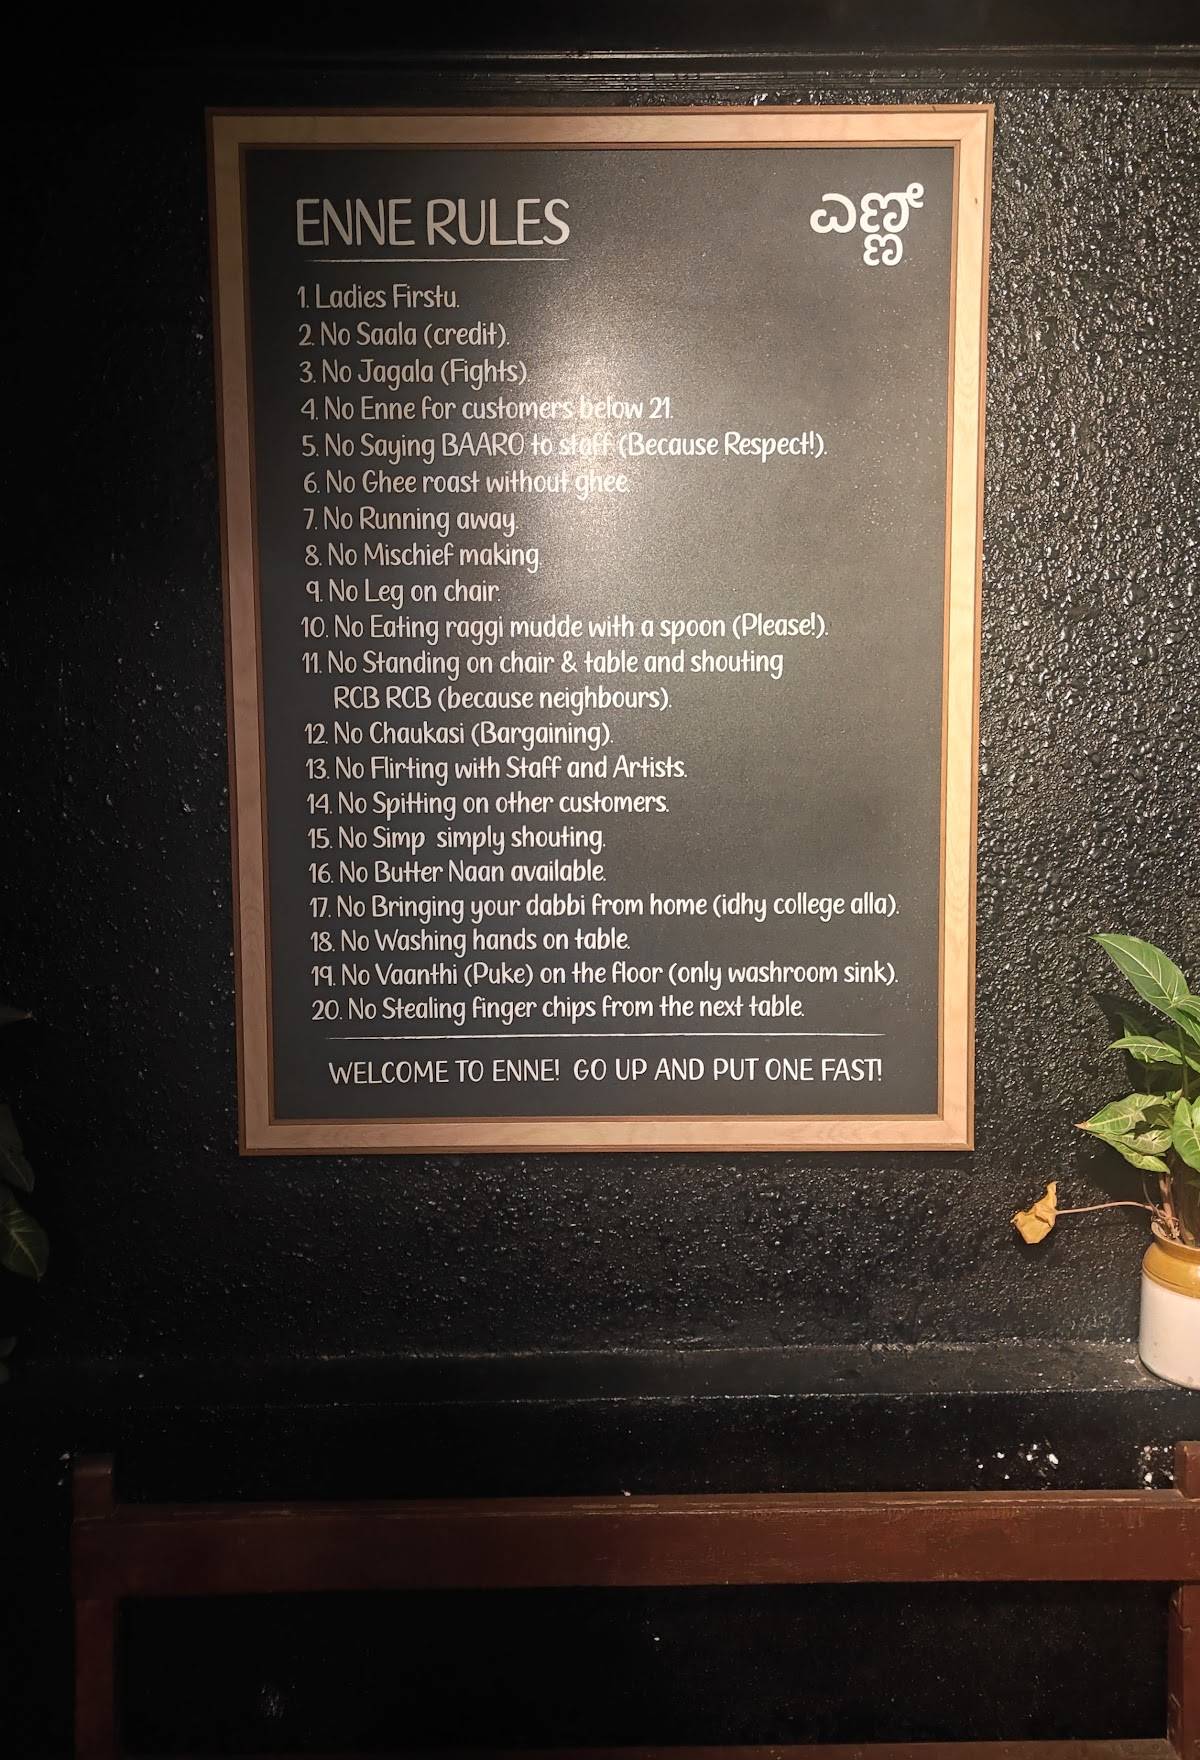 ENNE RULES
ಎಣ್ಣೆ
1. Ladies Firstu.
2. No Saala (credit).
3. No Jagala (Fights).
4. No Enne for customers below 21.
5. No Saying BAARO to staff (Because Respect!).
6. No Ghee roast without ghee.
7. No Running away.
8. No Mischief making.
9. No Leg on chair.
10. No Eating raggi mudde with a spoon (Please!).
11. No Standing on chair & table and shouting
RCB RCB (because neighbours).
12. No Chaukasi (Bargaining).
13. No Flirting with Staff and Artists.
14. No Spitting on other customers.
15. No Simp simply shouting.
16. No Butter Naan available.
17. No Bringing your dabbi from home (idhy college alla).
18. No Washing hands on table.
19. No Vaanthi (Puke) on the floor (only washroom sink).
20. No Stealing finger chips from the next table.
WELCOME TO ENNE! GO UP AND PUT ONE FAST!